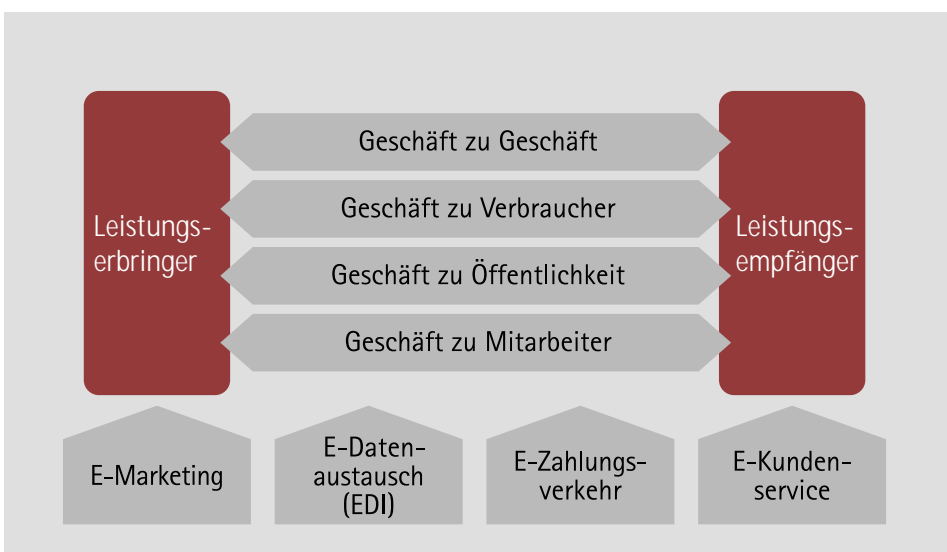 Leistungs-
erbringer
Geschäft zu Geschäft
Geschäft zu Verbraucher
Geschäft zu Öffentlichkeit
Geschäft zu Mitarbeiter
Leistungs-
empfänger
E-Marketing
E-Daten-
austausch
(EDI)
E-Zahlungs-
verkehr
E-Kunden-
service